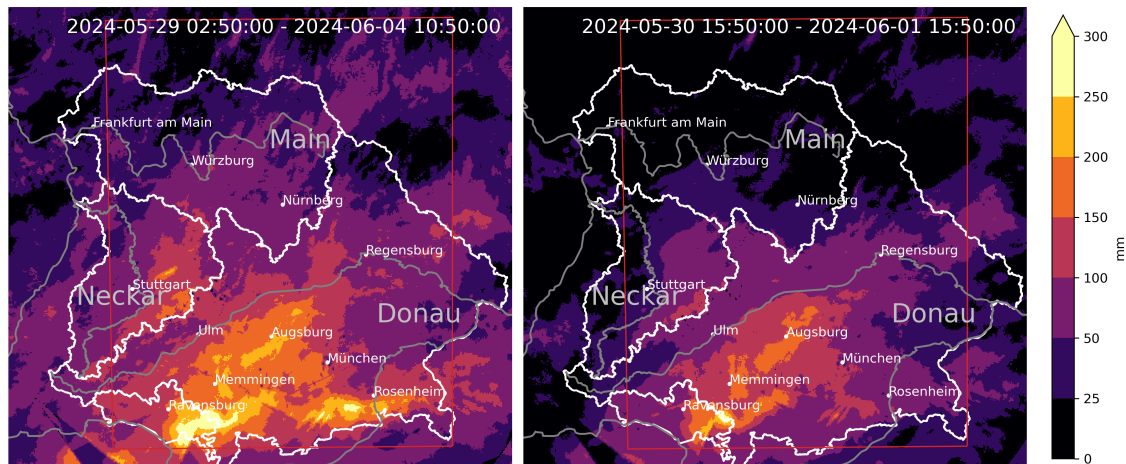 2024-05-29 02:50:00 - 2024-06-04 10:50:00
Frankfurt am Main
Main
Würzburg
Nürnberg
Regensburg
Stuttgart
Neckar
Donau
Ulm
Augsburg
München
Memmingen
Rosenheim
Ravensburg
2024-05-30 15:50:00 - 2024-06-01 15:50:00
Frankfurt am Main
Main
Würzburg
Nürnberg
Regensburg
Stuttgart
Neckar
Donau
Ulm
Augsburg
München
Memmingen
Rosenheim
Ravensburg
300
250
200
150
100
50
25
0
mm